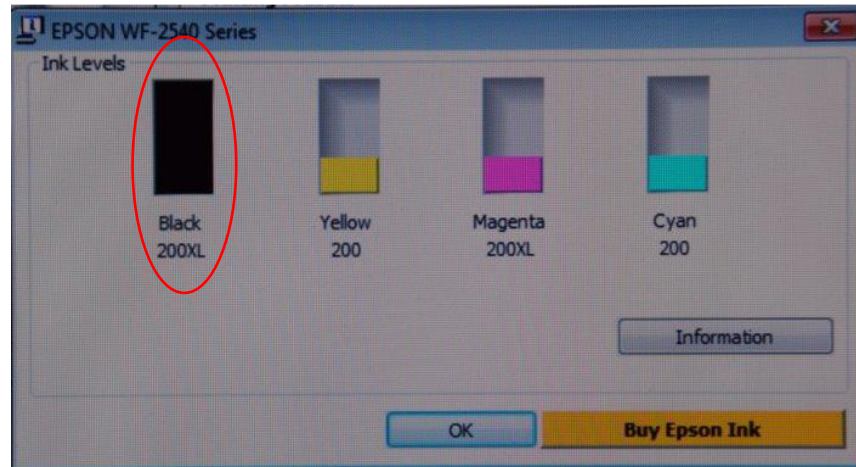 EPSON WF-2540 Series
Ink Levels
Black
200XL
Yellow
200
Magenta
200XL
Cyan
200
Information
OK
Buy Epson Ink